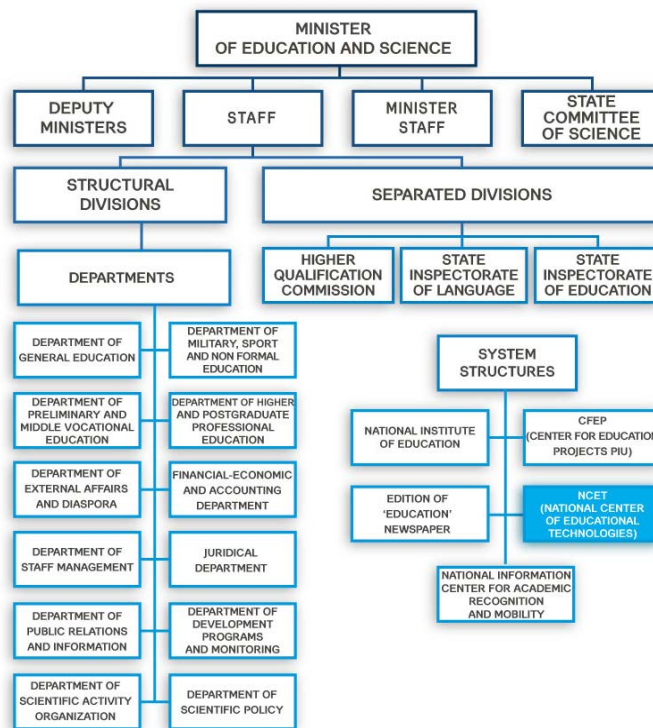 MINISTER
OF EDUCATION AND SCIENCE
DEPUTY
MINISTERS
STAFF
MINISTER
STAFF
STATE
COMMITTEE
OF SCIENCE
STRUCTURAL
DIVISIONS
SEPARATED DIVISIONS
DEPARTMENTS
HIGHER
QUALIFICATION
COMMISSION
STATE
INSPECTORATE
OF LANGUAGE
STATE
INSPECTORATE
OF EDUCATION
DEPARTMENT OF
GENERAL EDUCATION
DEPARTMENT OF
MILITARY, SPORT
AND NON FORMAL
EDUCATION
DEPARTMENT OF
PRELIMINARY AND
MIDDLE VOCATIONAL
EDUCATION
DEPARTMENT OF HIGHER
AND POSTGRADUATE
PROFESSIONAL
EDUCATION
DEPARTMENT OF
EXTERNAL AFFAIRS
AND DIASPORA
FINANCIAL-ECONOMIC
AND ACCOUNTING
DEPARTMENT
DEPARTMENT OF
STAFF MANAGEMENT
JURIDICAL
DEPARTMENT
DEPARTMENT OF
PUBLIC RELATIONS
AND INFORMATION
DEPARTMENT OF
DEVELOPMENT
PROGRAMS
AND MONITORING
DEPARTMENT OF
SCIENTIFIC ACTIVITY
ORGANIZATION
DEPARTMENT OF
SCIENTIFIC POLICY
SYSTEM
STRUCTURES
NATIONAL INSTITUTE
OF EDUCATION
CFEP
(CENTER FOR EDUCATION
PROJECTS PIU)
EDITION OF
‘EDUCATION’
NEWSPAPER
NCET
(NATIONAL CENTER
OF EDUCATIONAL
TECHNOLOGIES)
NATIONAL INFORMATION
CENTER FOR ACADEMIC
RECOGNITION
AND MOBILITY